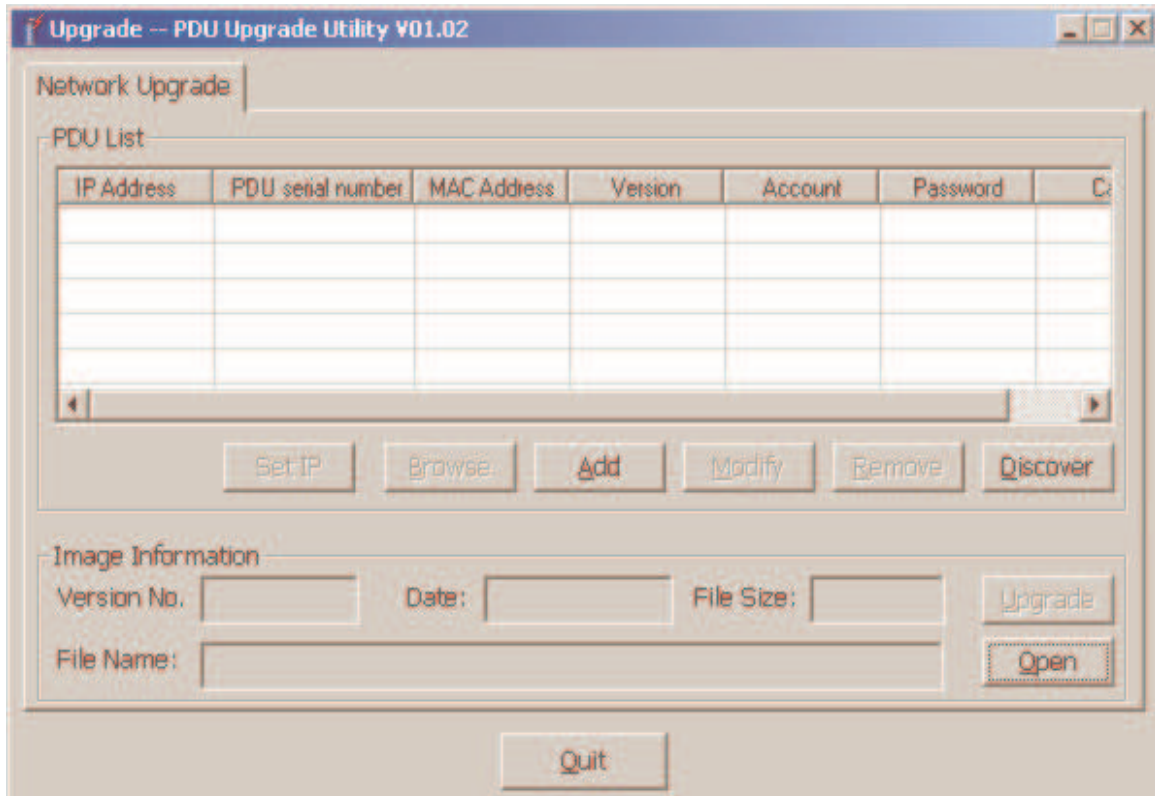 Upgrade -- PDU Upgrade Utility V01.02
Network Upgrade
PDU List
IP Address PDU serial number MAC Address Version Account Password Ca
Set IP Browse Add Modify Remove Discover
Image Information
Version No. Date: File Size: Upgrade
File Name: Open
Quit